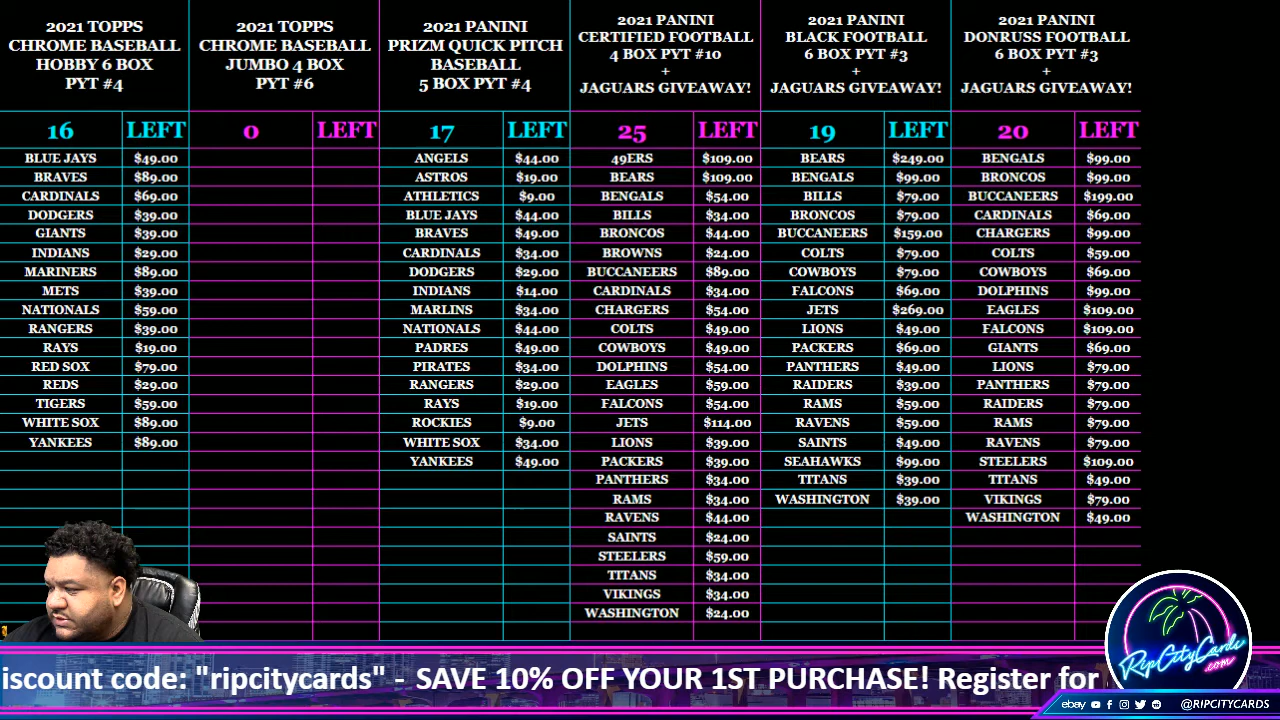 2021 TOPPS
CHROME BASEBALL
HOBBY 6 BOX
PYT #4
16 LEFT
BLUE JAYS $49.00
BRAVES $89.00
CARDINALS $69.00
DODGERS $39.00
GIANTS $39.00
INDIANS $29.00
MARINERS $89.00
METS $39.00
NATIONALS $59.00
RANGERS $39.00
RAYS $19.00
RED SOX $79.00
REDS $29.00
TIGERS $59.00
WHITE SOX $89.00
YANKEES $89.00
2021 TOPPS
CHROME BASEBALL
JUMBO 4 BOX
PYT #6
0 LEFT
2021 PANINI
PRIZM QUICK PITCH
BASEBALL
5 BOX PYT #4
17 LEFT
ANGELS $44.00
ASTROS $19.00
ATHLETICS $9.00
BLUE JAYS $44.00
BRAVES $49.00
CARDINALS $34.00
DODGERS $29.00
INDIANS $14.00
MARLINS $34.00
NATIONALS $44.00
PADRES $49.00
PIRATES $34.00
RANGERS $29.00
RAYS $19.00
ROCKIES $9.00
WHITE SOX $34.00
YANKEES $49.00
2021 PANINI
CERTIFIED FOOTBALL
4 BOX PYT #10
+
JAGUARS GIVEAWAY!
25 LEFT
49ERS $109.00
BEARS $109.00
BENGALS $54.00
BILLS $34.00
BRONCOS $44.00
BROWNS $24.00
BUCCANEERS $89.00
CARDINALS $34.00
CHARGERS $54.00
COLTS $49.00
COWBOYS $49.00
DOLPHINS $54.00
EAGLES $59.00
FALCONS $54.00
JETS $114.00
LIONS $39.00
PACKERS $39.00
PANTHERS $34.00
RAMS $34.00
RAVENS $44.00
SAINTS $24.00
STEELERS $59.00
TITANS $34.00
VIKINGS $34.00
WASHINGTON $24.00
2021 PANINI
BLACK FOOTBALL
6 BOX PYT #3
+
JAGUARS GIVEAWAY!
19 LEFT
BEARS $249.00
BENGALS $99.00
BILLS $79.00
BRONCOS $79.00
BUCCANEERS $159.00
COLTS $79.00
COWBOYS $79.00
FALCONS $69.00
JETS $269.00
LIONS $49.00
PACKERS $69.00
PANTHERS $49.00
RAIDERS $39.00
RAMS $59.00
RAVENS $59.00
SAINTS $49.00
SEAHAWKS $99.00
TITANS $39.00
WASHINGTON $39.00
2021 PANINI
DONRUSS FOOTBALL
6 BOX PYT #3
+
JAGUARS GIVEAWAY!
20 LEFT
BENGALS $99.00
BRONCOS $99.00
BUCCANEERS $199.00
CARDINALS $69.00
CHARGERS $99.00
COLTS $59.00
COWBOYS $69.00
DOLPHINS $99.00
EAGLES $109.00
FALCONS $109.00
GIANTS $69.00
LIONS $79.00
PANTHERS $79.00
RAIDERS $79.00
RAMS $79.00
RAVENS $79.00
STEELERS $109.00
TITANS $49.00
VIKINGS $79.00
WASHINGTON $49.00
iscount code: "ripcitycards" - SAVE 10% OFF YOUR 1ST PURCHASE! Register for
RipCityCards
.com
ebay @RIPCITYCARDS